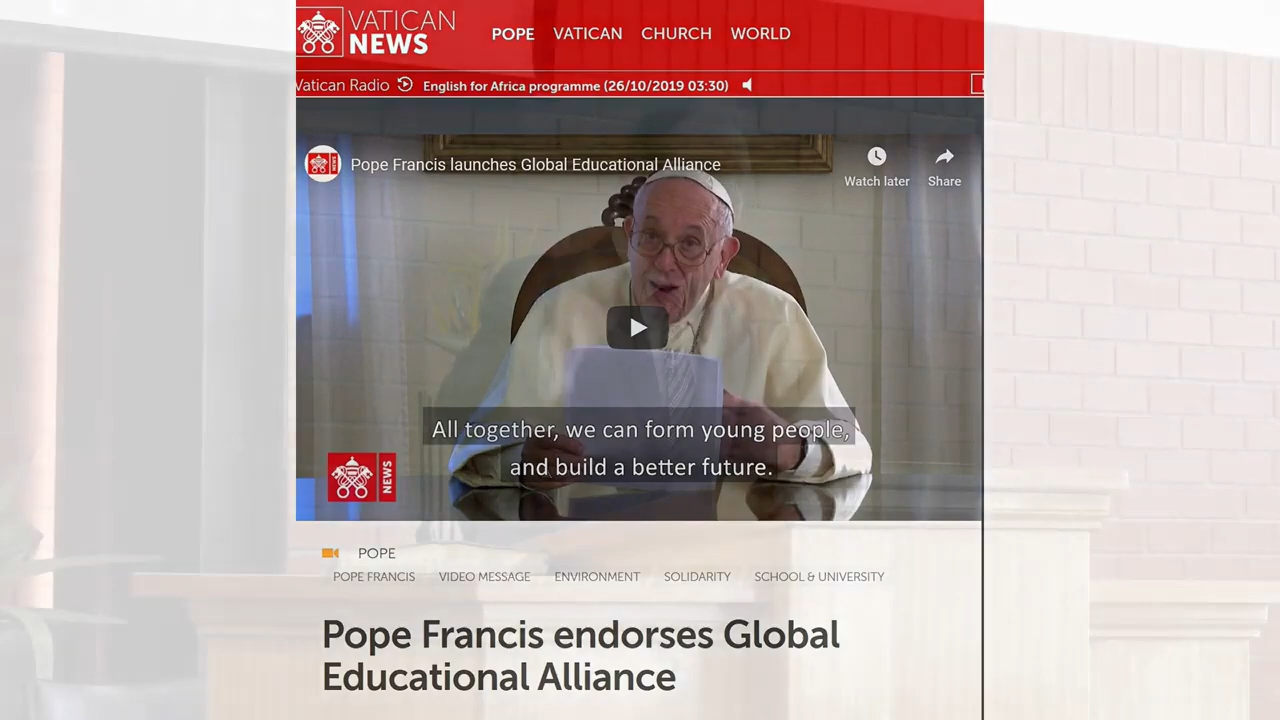 VATICAN
NEWS
POPE VATICAN CHURCH WORLD
Vatican Radio English for Africa programme (26/10/2019 03:30)
NEWS
Pope Francis launches Global Educational Alliance
Watch later
Share
All together, we can form young people,
and build a better future.
NEWS
POPE
POPE FRANCIS VIDEO MESSAGE ENVIRONMENT SOLIDARITY SCHOOL & UNIVERSITY
Pope Francis endorses Global
Educational Alliance